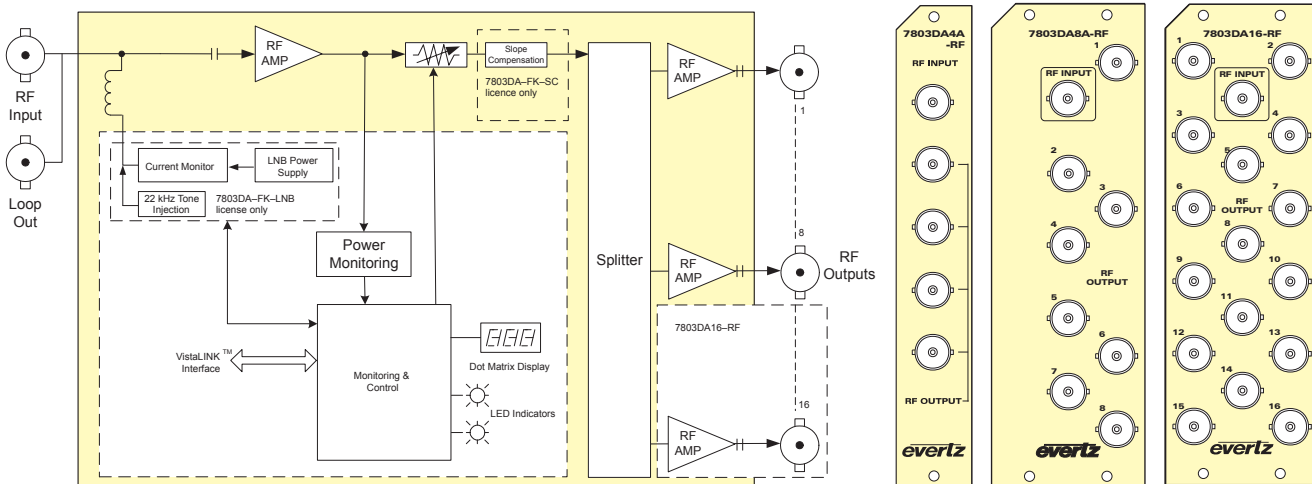 RF
Input
Loop
Out
RF
AMP
Slope
Compensation
7803DA–FK–SC
licence only
Current Monitor
LNB Power
Supply
22 kHz Tone
Injection
7803DA–FK–LNB
license only
Power
Monitoring
VistaLINK ™
Interface
Monitoring &
Control
Dot Matrix Display
LED Indicators
Splitter
RF
AMP
1
RF
AMP
8
RF
Outputs
7803DA16–RF
RF
AMP
16
7803DA4A
-RF
RF INPUT
RF OUTPUT
evertz
7803DA8A-RF
1
RF INPUT
2
3
4
RF
OUTPUT
5
6
7
8
evertz
7803DA16-RF
1
2
RF INPUT
3
4
5
6
7
RF
OUTPUT
8
9
10
11
12
13
14
15
16
evertz